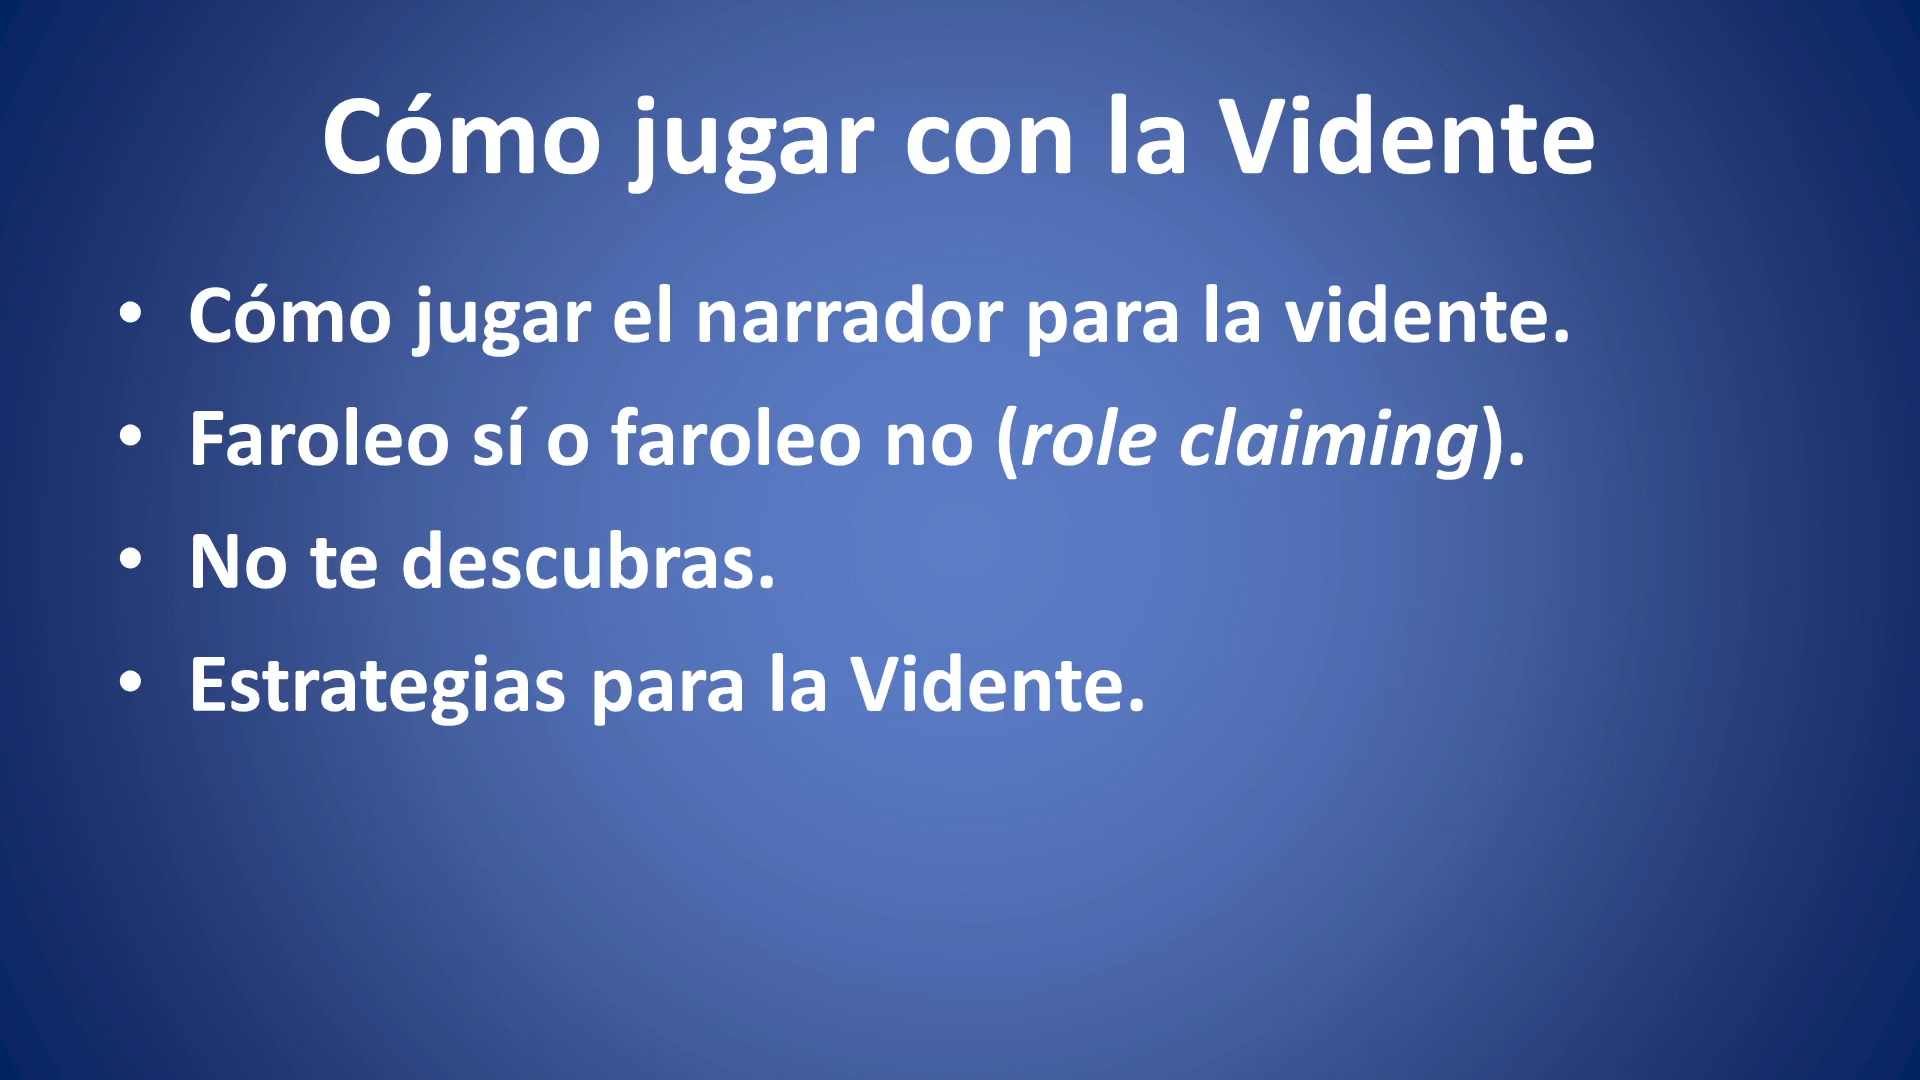 Cómo jugar con la Vidente
• Cómo jugar el narrador para la vidente.
• Faroleo sí o faroleo no (role claiming).
• No te descubras.
• Estrategias para la Vidente.